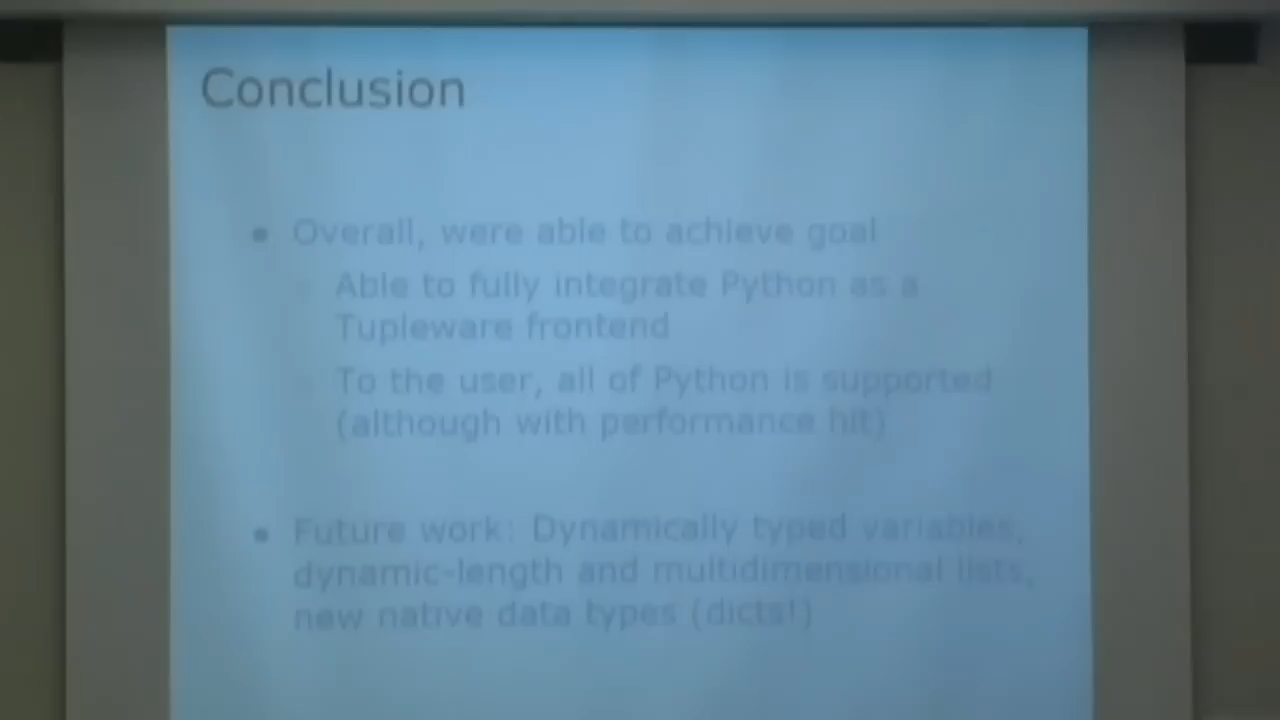 Conclusion
• Overall, were able to achieve goal
Able to fully integrate Python as a
Tupleware frontend
To the user, all of Python is supported
(although with performance hit)
• Future work: Dynamically typed variables,
dynamic-length and multidimensional lists,
new native data types (dicts!)